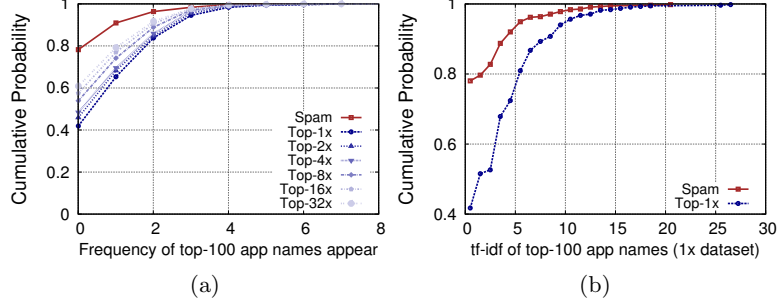 Cumulative Probability
1
0.8
0.6
0.4
0.2
0
0 2 4 6 8
Frequency of top-100 app names appear
Spam
Top-1x
Top-2x
Top-4x
Top-8x
Top-16x
Top-32x
(a)
Cumulative Probability
1
0.8
0.6
0.4
0 5 10 15 20 25 30
tf-idf of top-100 app names (1x dataset)
Spam
Top-1x
(b)